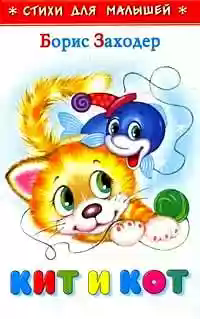 * СТИХИ ДЛЯ МАЛЫШЕЙ *
Борис Заходер
КИТ И КОТ